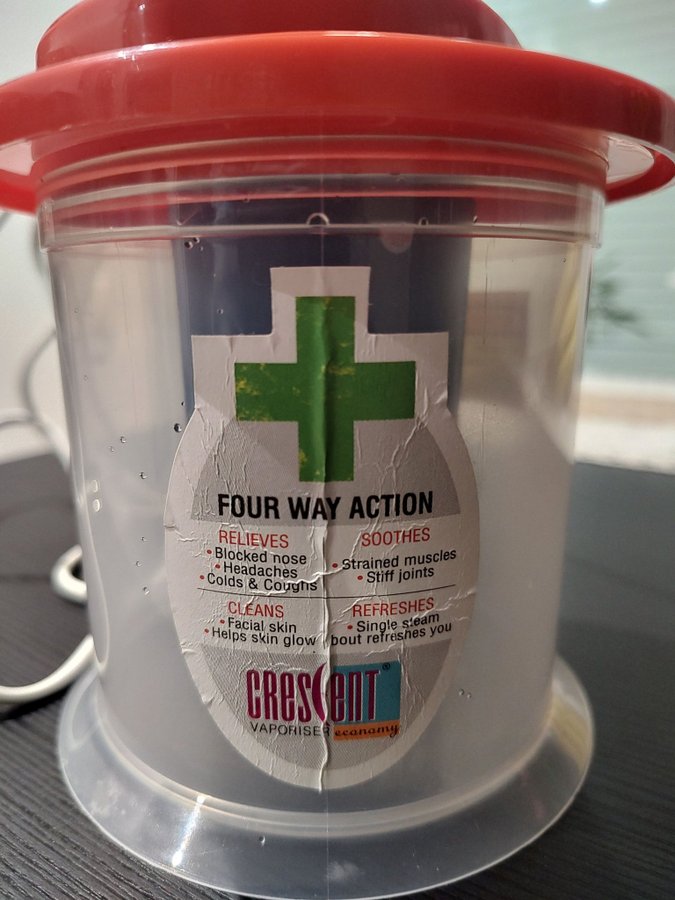 FOUR WAY ACTION
RELIEVES
• Blocked nose
• Headaches
• Colds & Coughs
SOOTHES
• Strained muscles
• Stiff joints
CLEANS
• Facial skin
• Helps skin glow
REFRESHES
• Single steam
bout refreshes you
CRESCENT®
VAPORISER economy